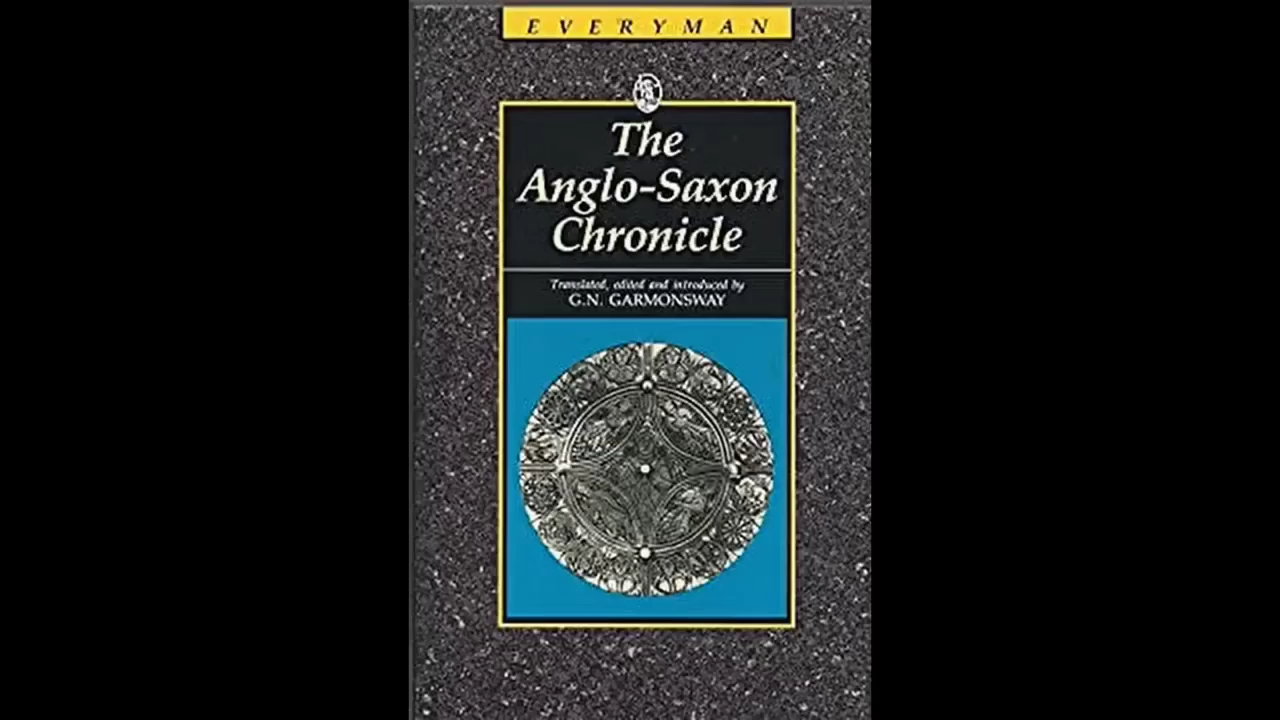 EVERYMAN
The
Anglo-Saxon
Chronicle
Translated, edited and introduced by
G.N. GARMONSWAY